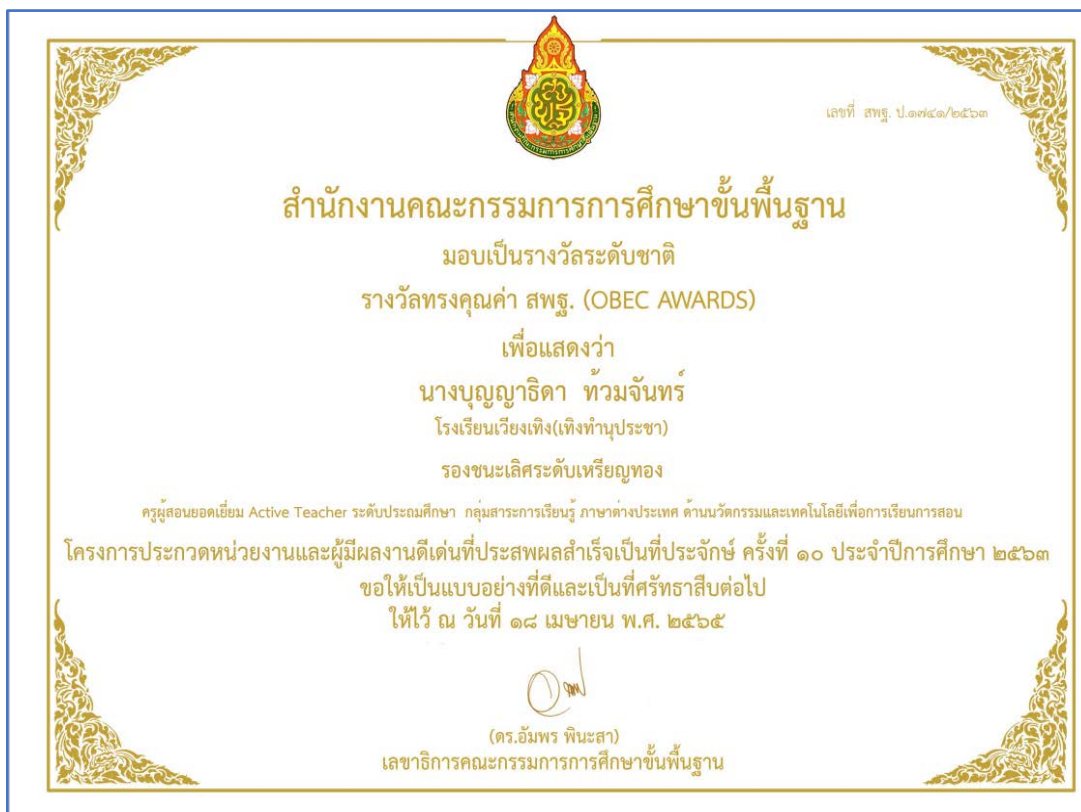 เลขที่ สพฐ. ป.๑๗๔๑/๒๕๖๓
สำนักงานคณะกรรมการการศึกษาขั้นพื้นฐาน
มอบเป็นรางวัลระดับชาติ
รางวัลทรงคุณค่า สพฐ. (OBEC AWARDS)
เพื่อแสดงว่า
นางบุญญาธิดา ท้วมจันทร์
โรงเรียนเวียงเทิง(เทิงทำนุประชา)
รองชนะเลิศระดับเหรียญทอง
ครูผู้สอนยอดเยี่ยม Active Teacher ระดับประถมศึกษา กลุ่มสาระการเรียนรู้ ภาษาต่างประเทศ ด้านนวัตกรรมและเทคโนโลยีเพื่อการเรียนการสอน
โครงการประกวดหน่วยงานและผู้มีผลงานดีเด่นที่ประสพผลสำเร็จเป็นที่ประจักษ์ ครั้งที่ ๑๐ ประจำปีการศึกษา ๒๕๖๓
ขอให้เป็นแบบอย่างที่ดีและเป็นที่ศรัทธาสืบต่อไป
ให้ไว้ ณ วันที่ ๑๘ เมษายน พ.ศ. ๒๕๖๕
(ดร.อัมพร พินะสา)
เลขาธิการคณะกรรมการการศึกษาขั้นพื้นฐาน